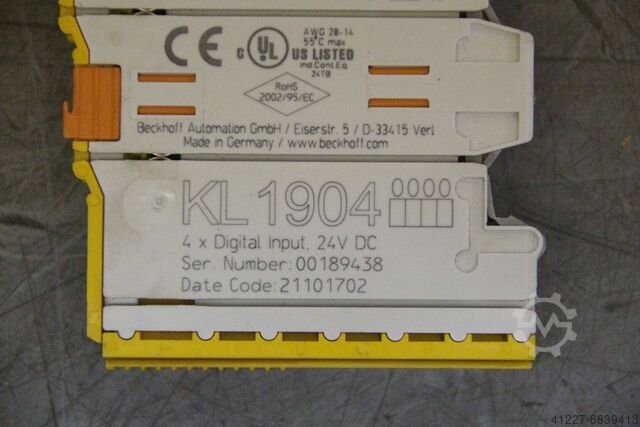 CE
C UL US LISTED
AWG 28-14
55°C max
Ind.Cont.Eq.
24TB
RoHS
2002/95/EC
Beckhoff Automation GmbH / Eiserstr. 5 / D-33415 Verl
Made in Germany / www.beckhoff.com
KL1904
0000
4 x Digital Input, 24V DC
Ser. Number: 00189438
Date Code: 21101702
41227-6839413